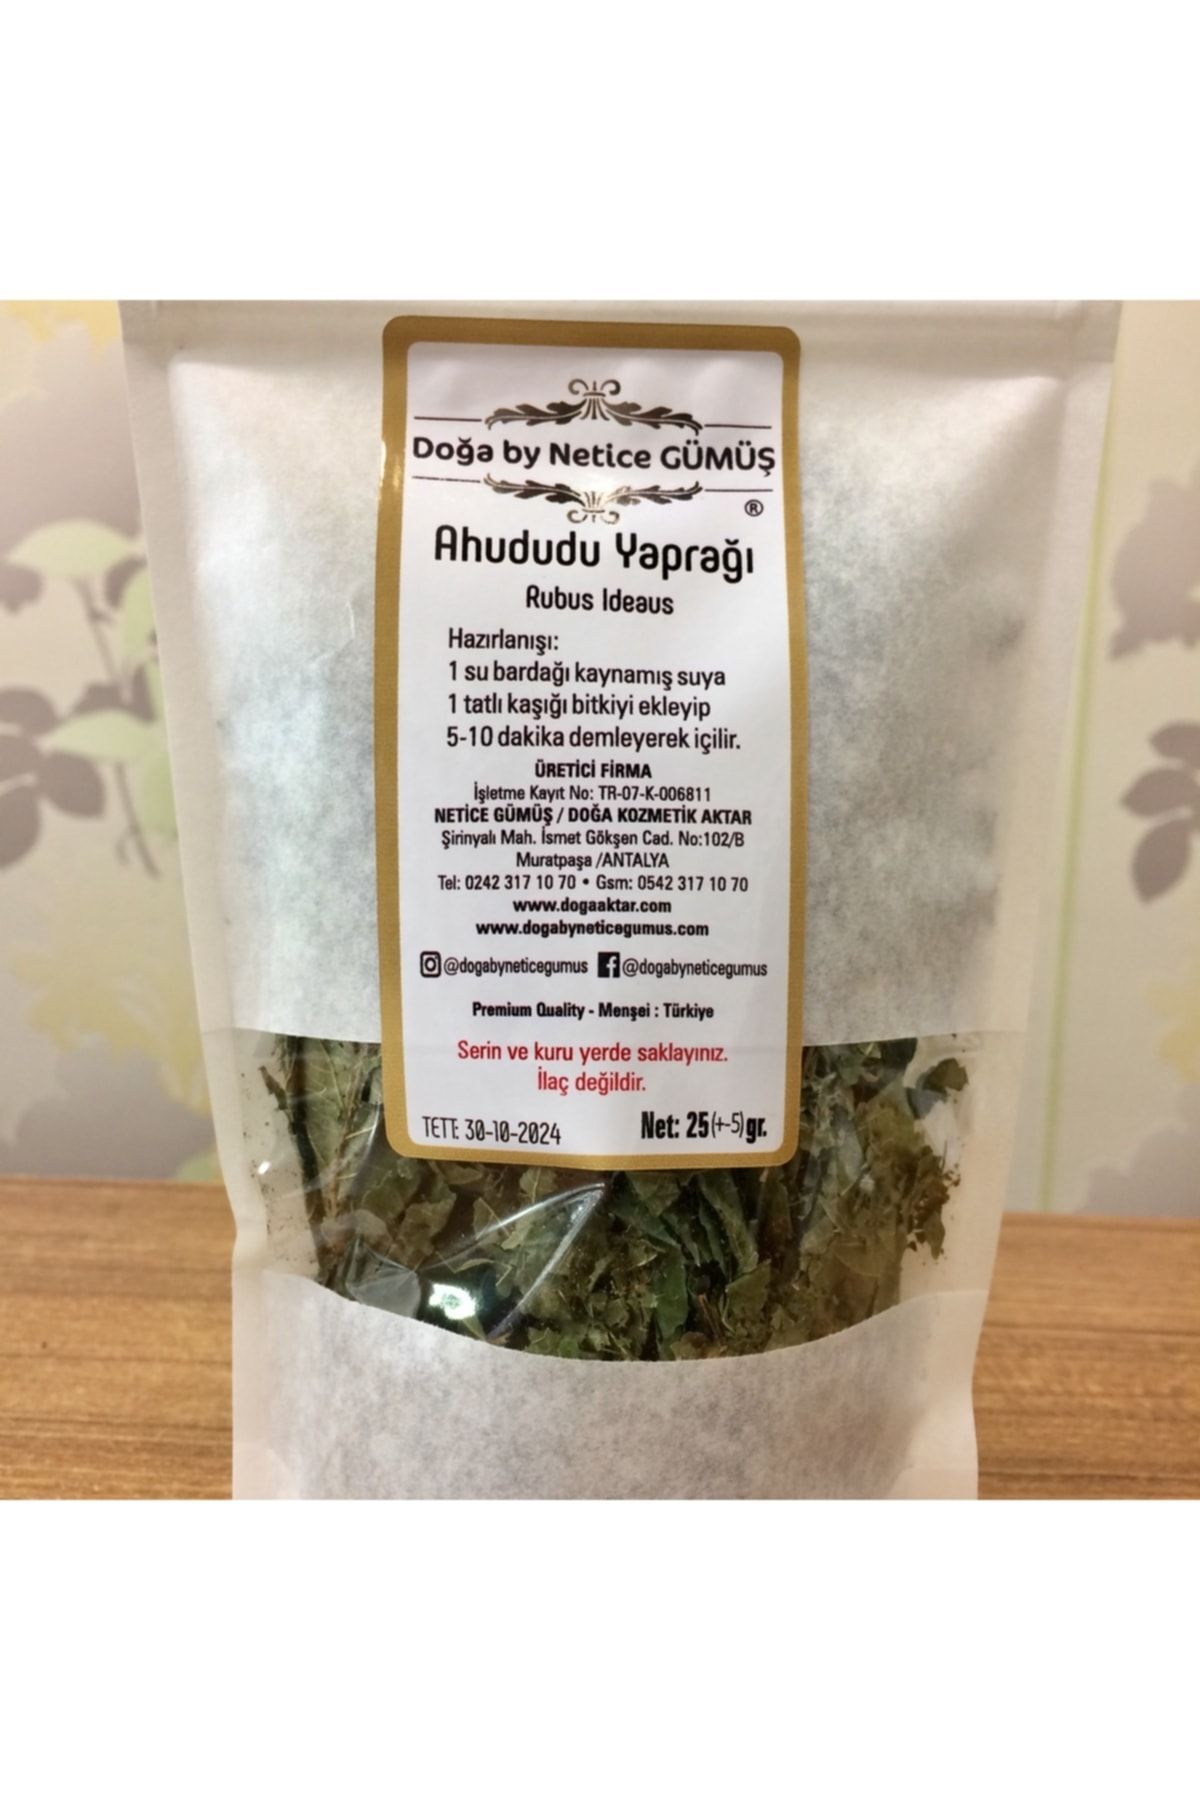 Doğa by Netice GÜMÜŞ
®
Ahududu Yaprağı
Rubus Ideaus
Hazırlanışı:
1 su bardağı kaynamış suya
1 tatlı kaşığı bitkiyi ekleyip
5-10 dakika demleyerek içilir.
ÜRETİCİ FİRMA
İşletme Kayıt No: TR-07-K-006811
NETİCE GÜMÜŞ / DOĞA KOZMETİK AKTAR
Şirinyalı Mah. İsmet Gökşen Cad. No:102/B
Muratpaşa /ANTALYA
Tel: 0242 317 10 70 • Gsm: 0542 317 10 70
www.dogaaktar.com
www.dogabyneticegumus.com
@dogabyneticegumus @dogabyneticegumus
Premium Quality - Menşei : Türkiye
Serin ve kuru yerde saklayınız.
İlaç değildir.
TETT: 30-10-2024 Net: 25(+-5)gr.